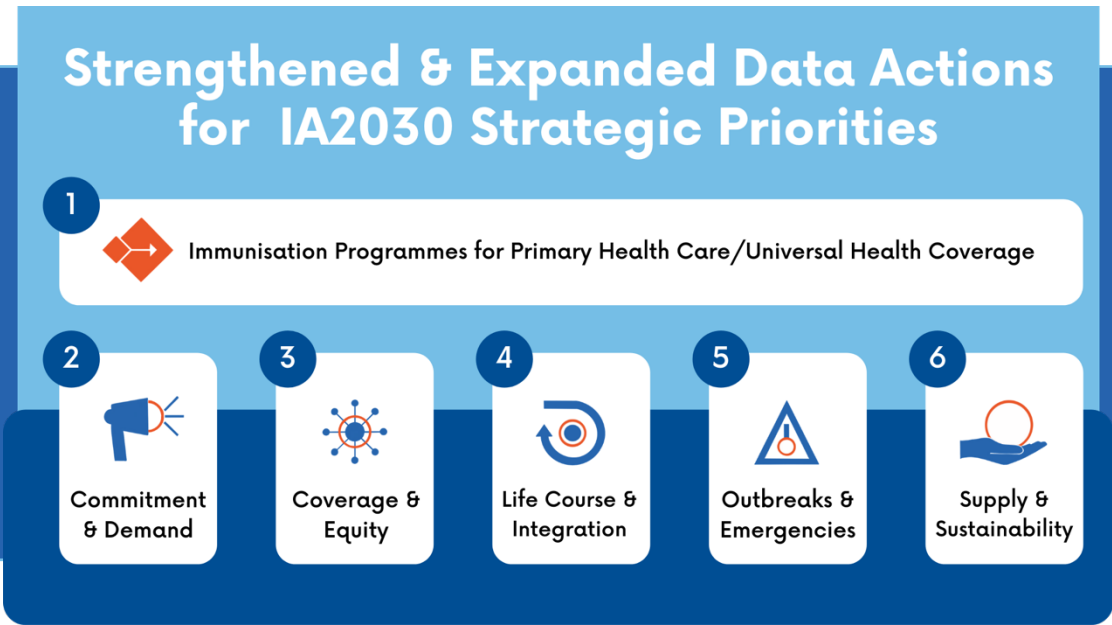 Strengthened & Expanded Data Actions
for IA2030 Strategic Priorities
1
Immunisation Programmes for Primary Health Care/Universal Health Coverage
2
Commitment
& Demand
3
Coverage &
Equity
4
Life Course &
Integration
5
Outbreaks &
Emergencies
6
Supply &
Sustainability